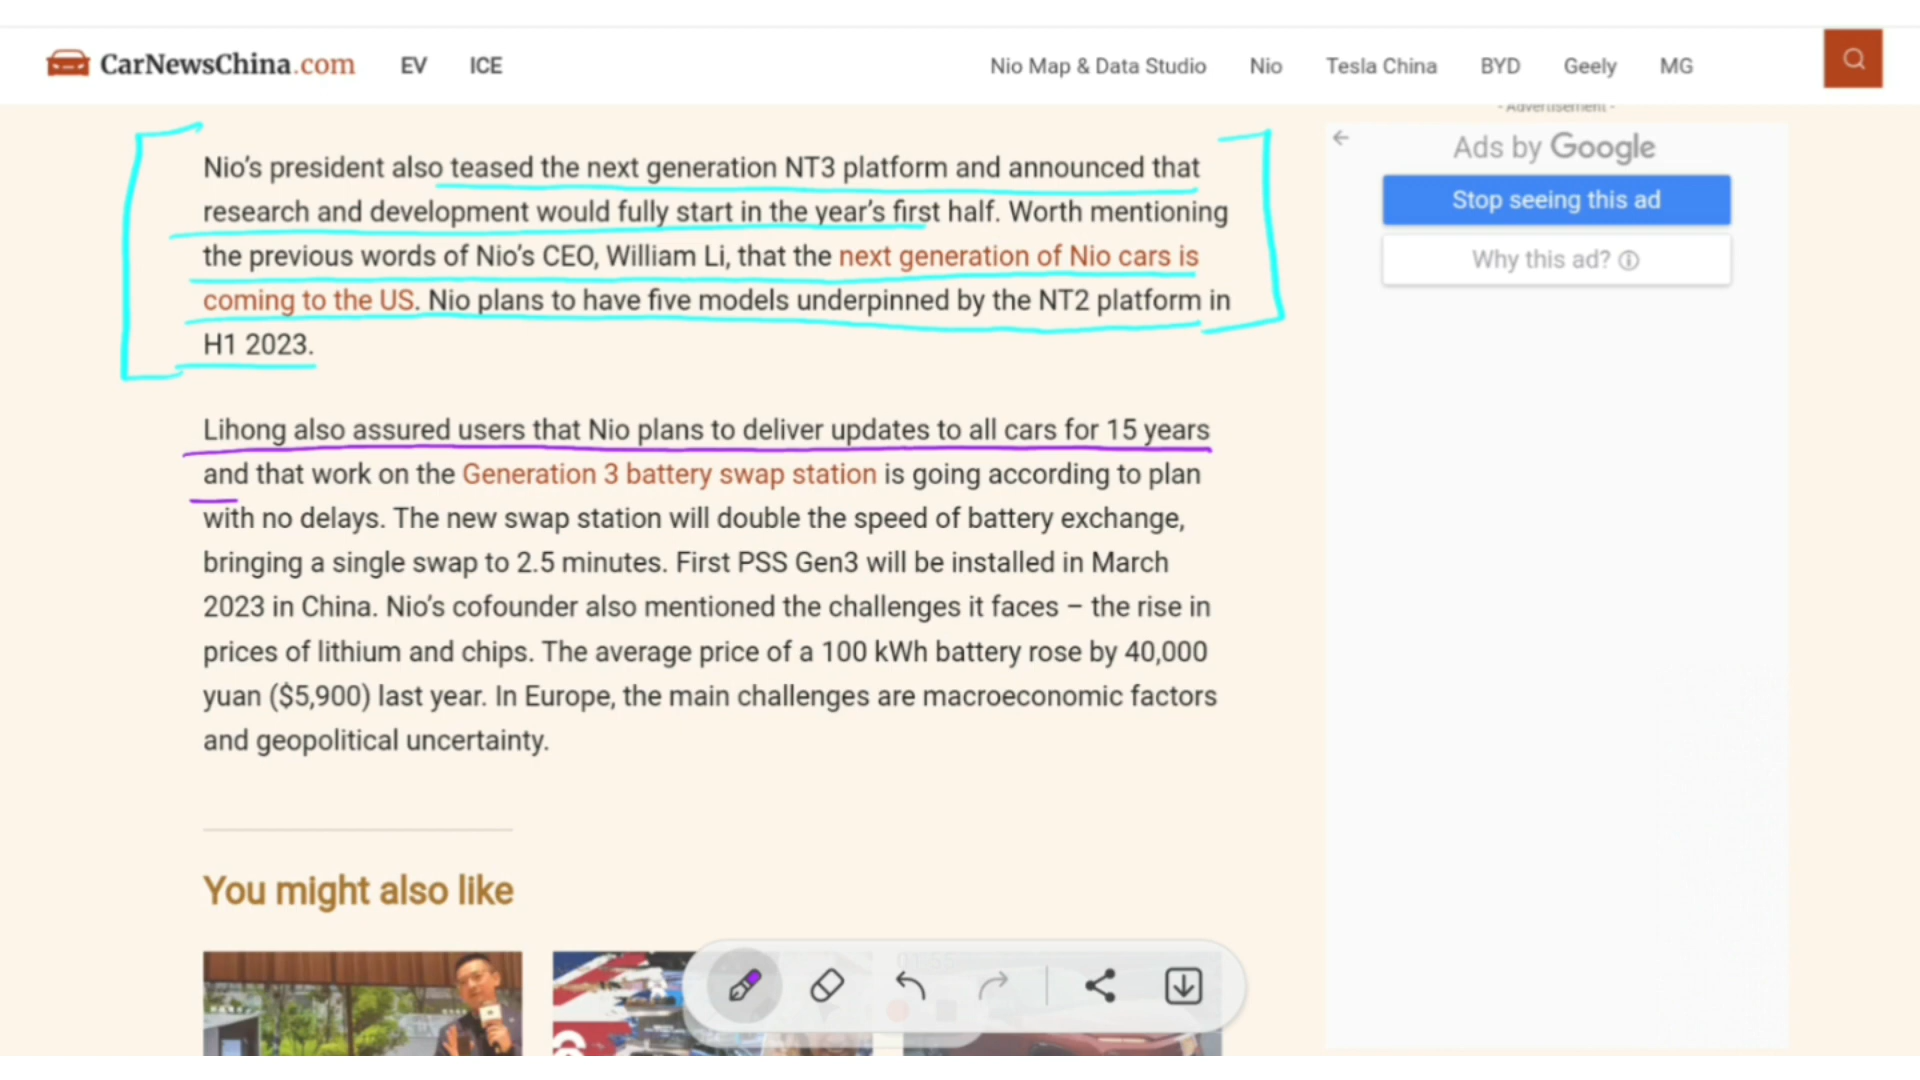 CarNewsChina.com EV ICE Nio Map & Data Studio Nio Tesla China BYD Geely MG
- Advertisement -
Ads by Google
Stop seeing this ad
Why this ad?
Nio's president also teased the next generation NT3 platform and announced that
research and development would fully start in the year's first half. Worth mentioning
the previous words of Nio's CEO, William Li, that the next generation of Nio cars is
coming to the US. Nio plans to have five models underpinned by the NT2 platform in
H1 2023.
Lihong also assured users that Nio plans to deliver updates to all cars for 15 years
and that work on the Generation 3 battery swap station is going according to plan
with no delays. The new swap station will double the speed of battery exchange,
bringing a single swap to 2.5 minutes. First PSS Gen3 will be installed in March
2023 in China. Nio's cofounder also mentioned the challenges it faces – the rise in
prices of lithium and chips. The average price of a 100 kWh battery rose by 40,000
yuan ($5,900) last year. In Europe, the main challenges are macroeconomic factors
and geopolitical uncertainty.
You might also like
01:55